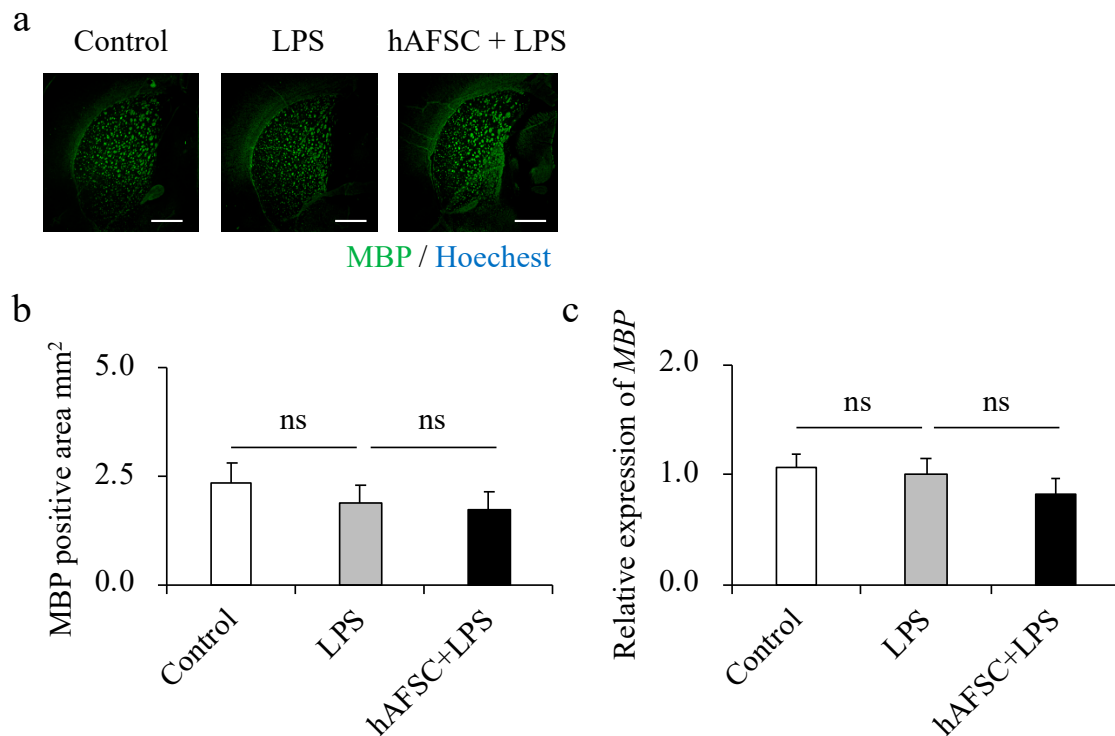 a
Control LPS hAFSC + LPS
MBP / Hoechest
b
MBP positive area mm²
5.0
2.5
0.0
ns ns
Control LPS hAFSC+LPS
c
Relative expression of MBP
2.0
1.0
0.0
ns ns
Control LPS hAFSC+LPS